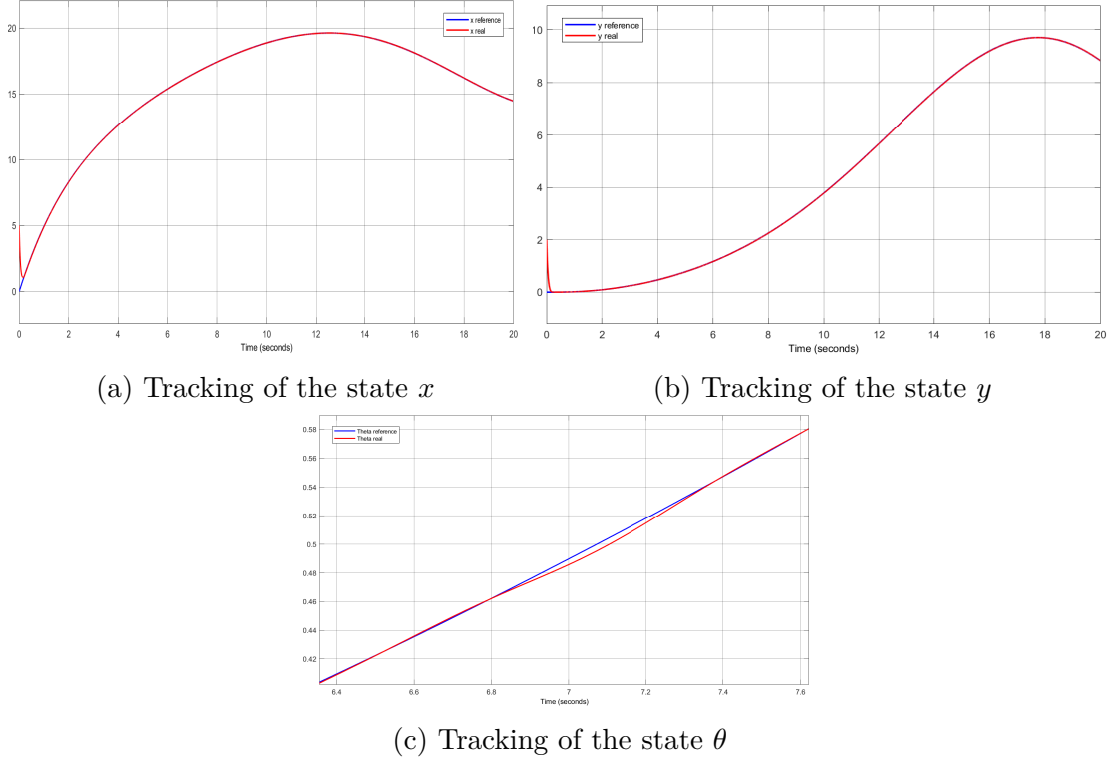 x reference
x real
20
15
10
5
0
0 2 4 6 8 10 12 14 16 18 20
Time (seconds)
(a) Tracking of the state x
y reference
y real
10
8
6
4
2
0
0 2 4 6 8 10 12 14 16 18 20
Time (seconds)
(b) Tracking of the state y
Theta reference
Theta real
0.58
0.56
0.54
0.52
0.5
0.48
0.46
0.44
0.42
6.4 6.6 6.8 7 7.2 7.4 7.6
Time (seconds)
(c) Tracking of the state θ